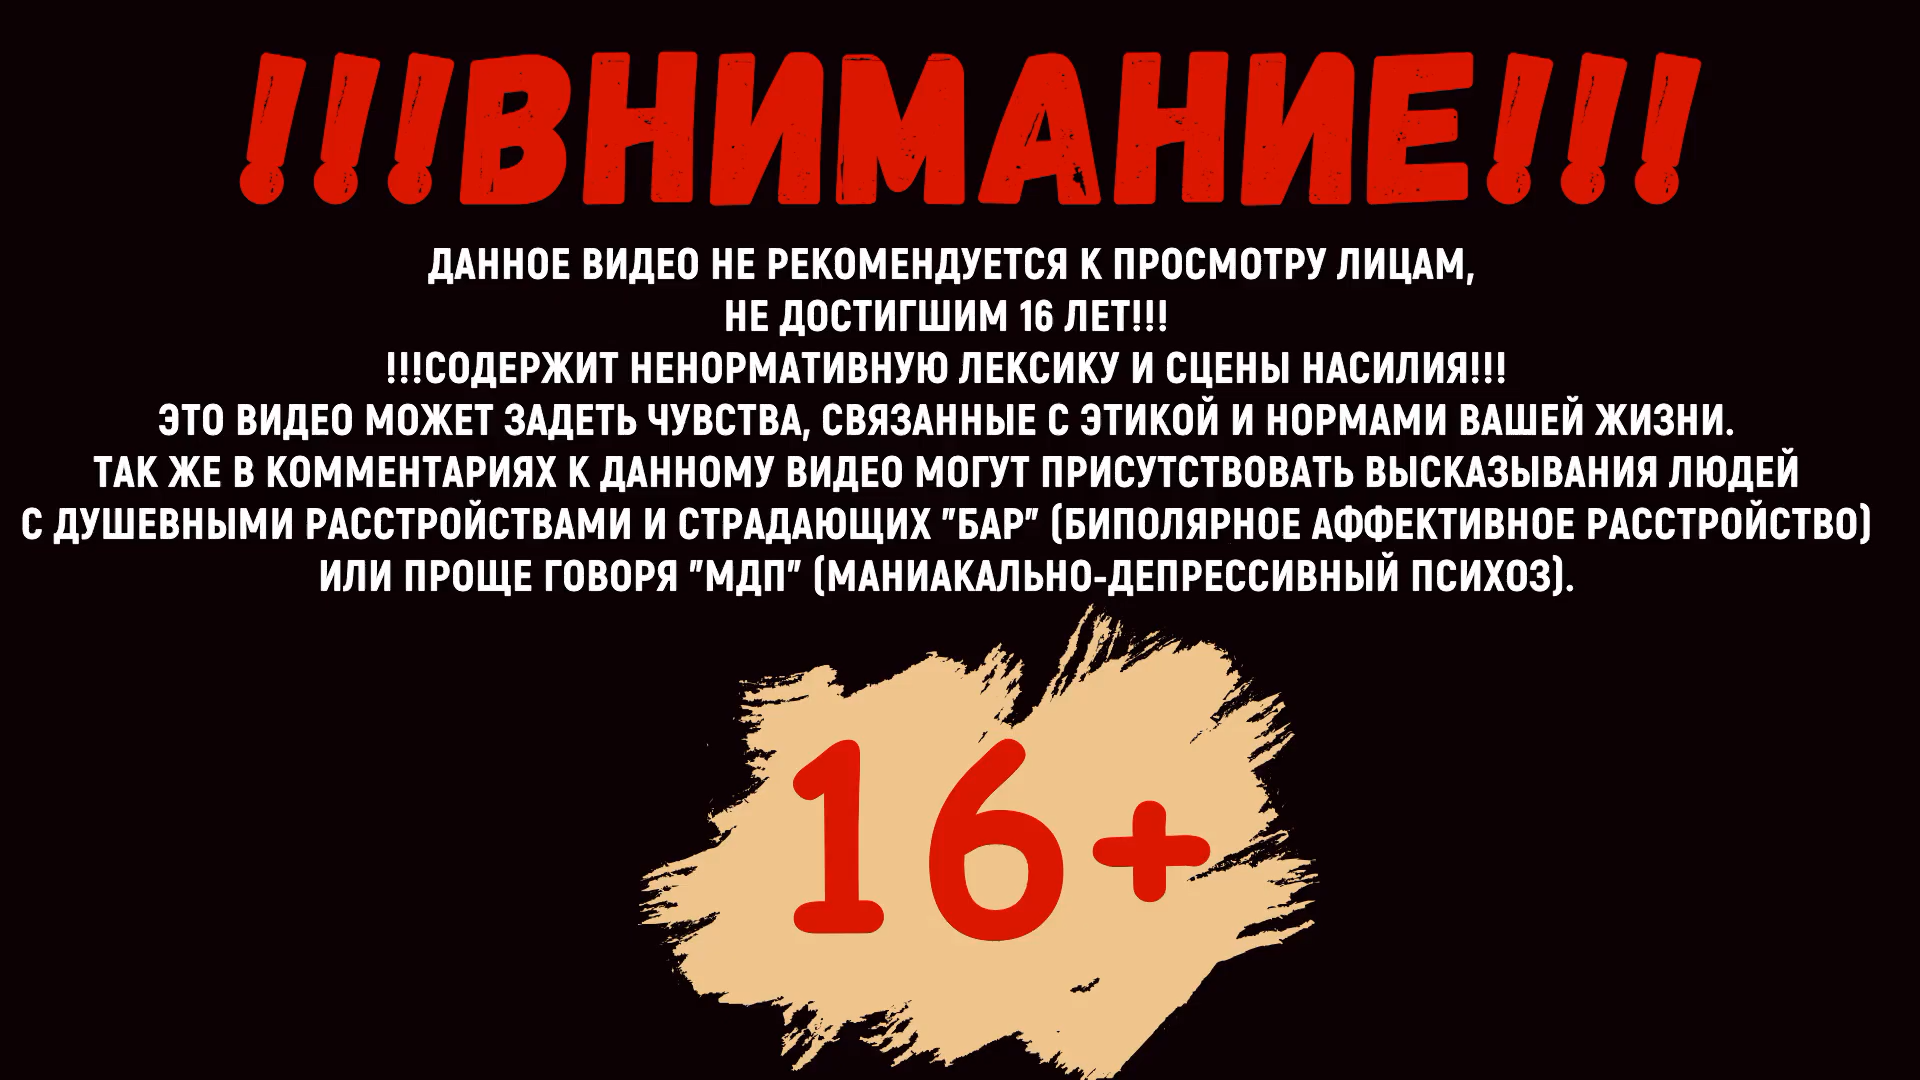 !!!ВНИМАНИЕ!!!
ДАННОЕ ВИДЕО НЕ РЕКОМЕНДУЕТСЯ К ПРОСМОТРУ ЛИЦАМ,
НЕ ДОСТИГШИМ 16 ЛЕТ!!!
!!!СОДЕРЖИТ НЕНОРМАТИВНУЮ ЛЕКСИКУ И СЦЕНЫ НАСИЛИЯ!!!
ЭТО ВИДЕО МОЖЕТ ЗАДЕТЬ ЧУВСТВА, СВЯЗАННЫЕ С ЭТИКОЙ И НОРМАМИ ВАШЕЙ ЖИЗНИ.
ТАК ЖЕ В КОММЕНТАРИЯХ К ДАННОМУ ВИДЕО МОГУТ ПРИСУТСТВОВАТЬ ВЫСКАЗЫВАНИЯ ЛЮДЕЙ
С ДУШЕВНЫМИ РАССТРОЙСТВАМИ И СТРАДАЮЩИХ "БАР" (БИПОЛЯРНОЕ АФФЕКТИВНОЕ РАССТРОЙСТВО)
ИЛИ ПРОЩЕ ГОВОРЯ "МДП" (МАНИАКАЛЬНО-ДЕПРЕССИВНЫЙ ПСИХОЗ).
16+